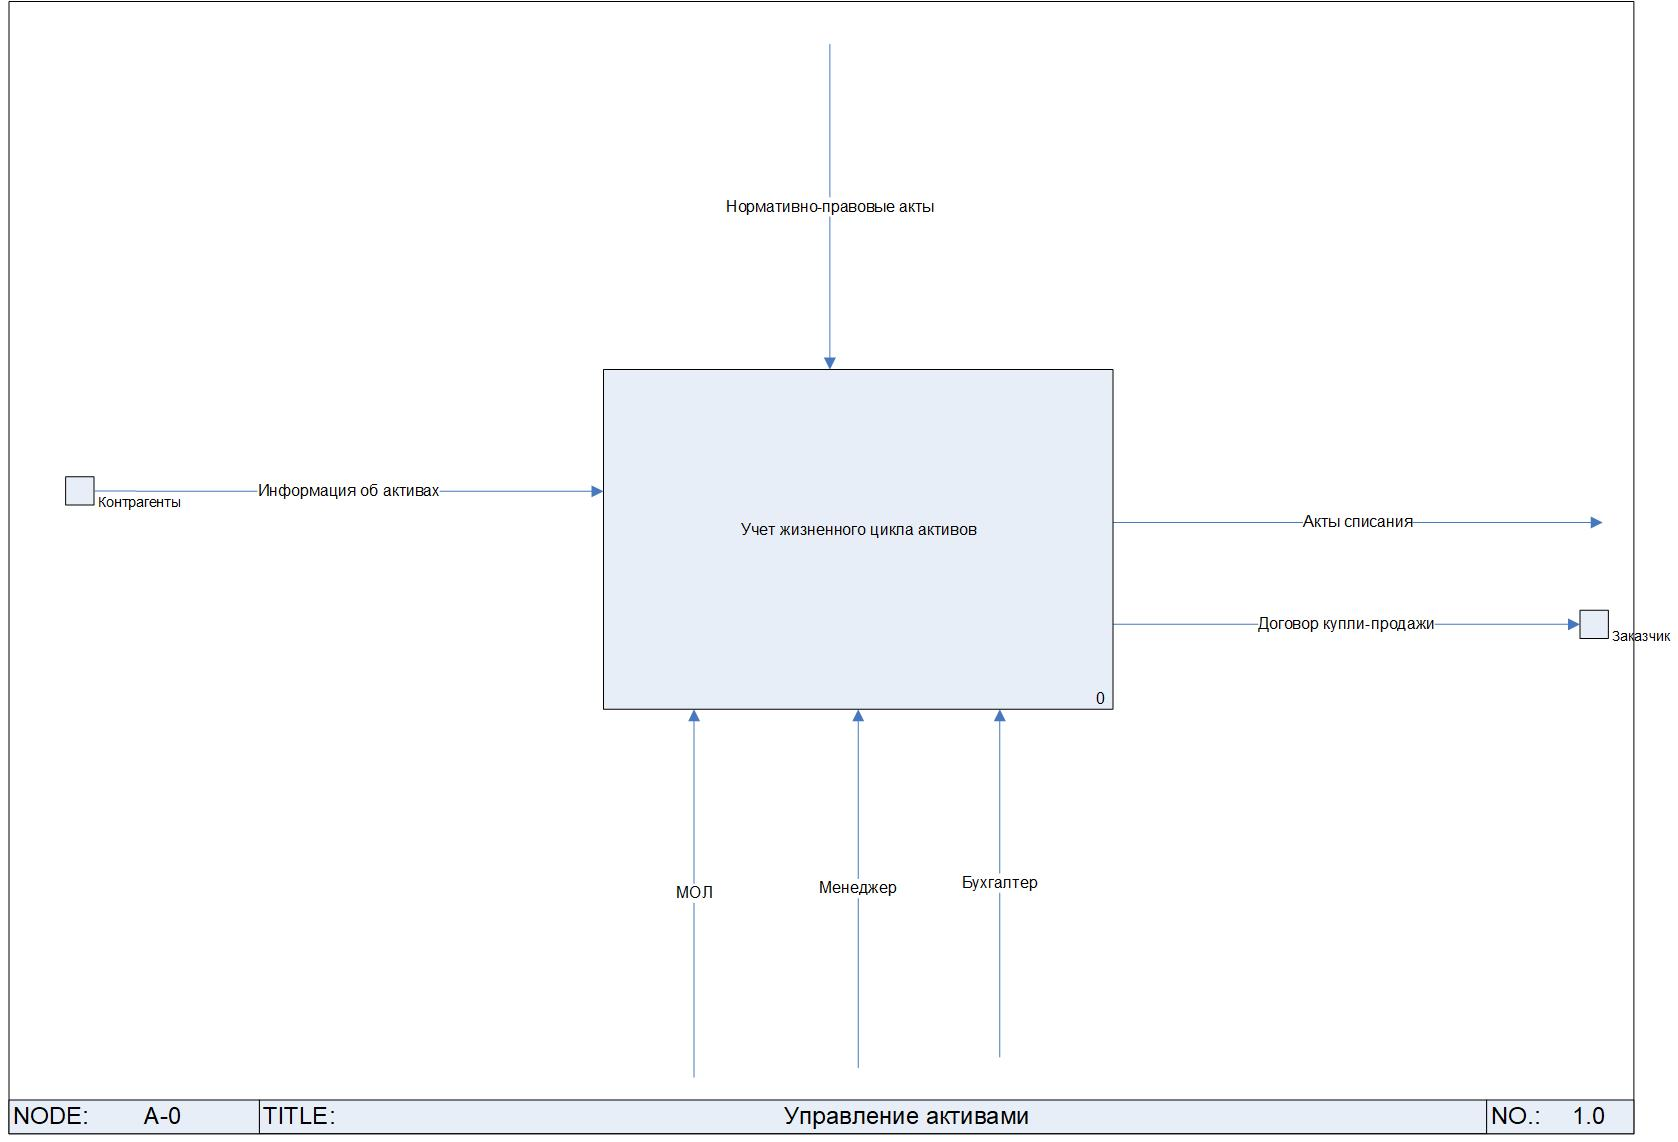 Нормативно-правовые акты
Информация об активах
Контрагенты
Учет жизненного цикла активов
Акты списания
Договор купли-продажи
Заказчик
0
МОЛ
Менеджер
Бухгалтер
NODE: A-0 TITLE: Управление активами NO.: 1.0